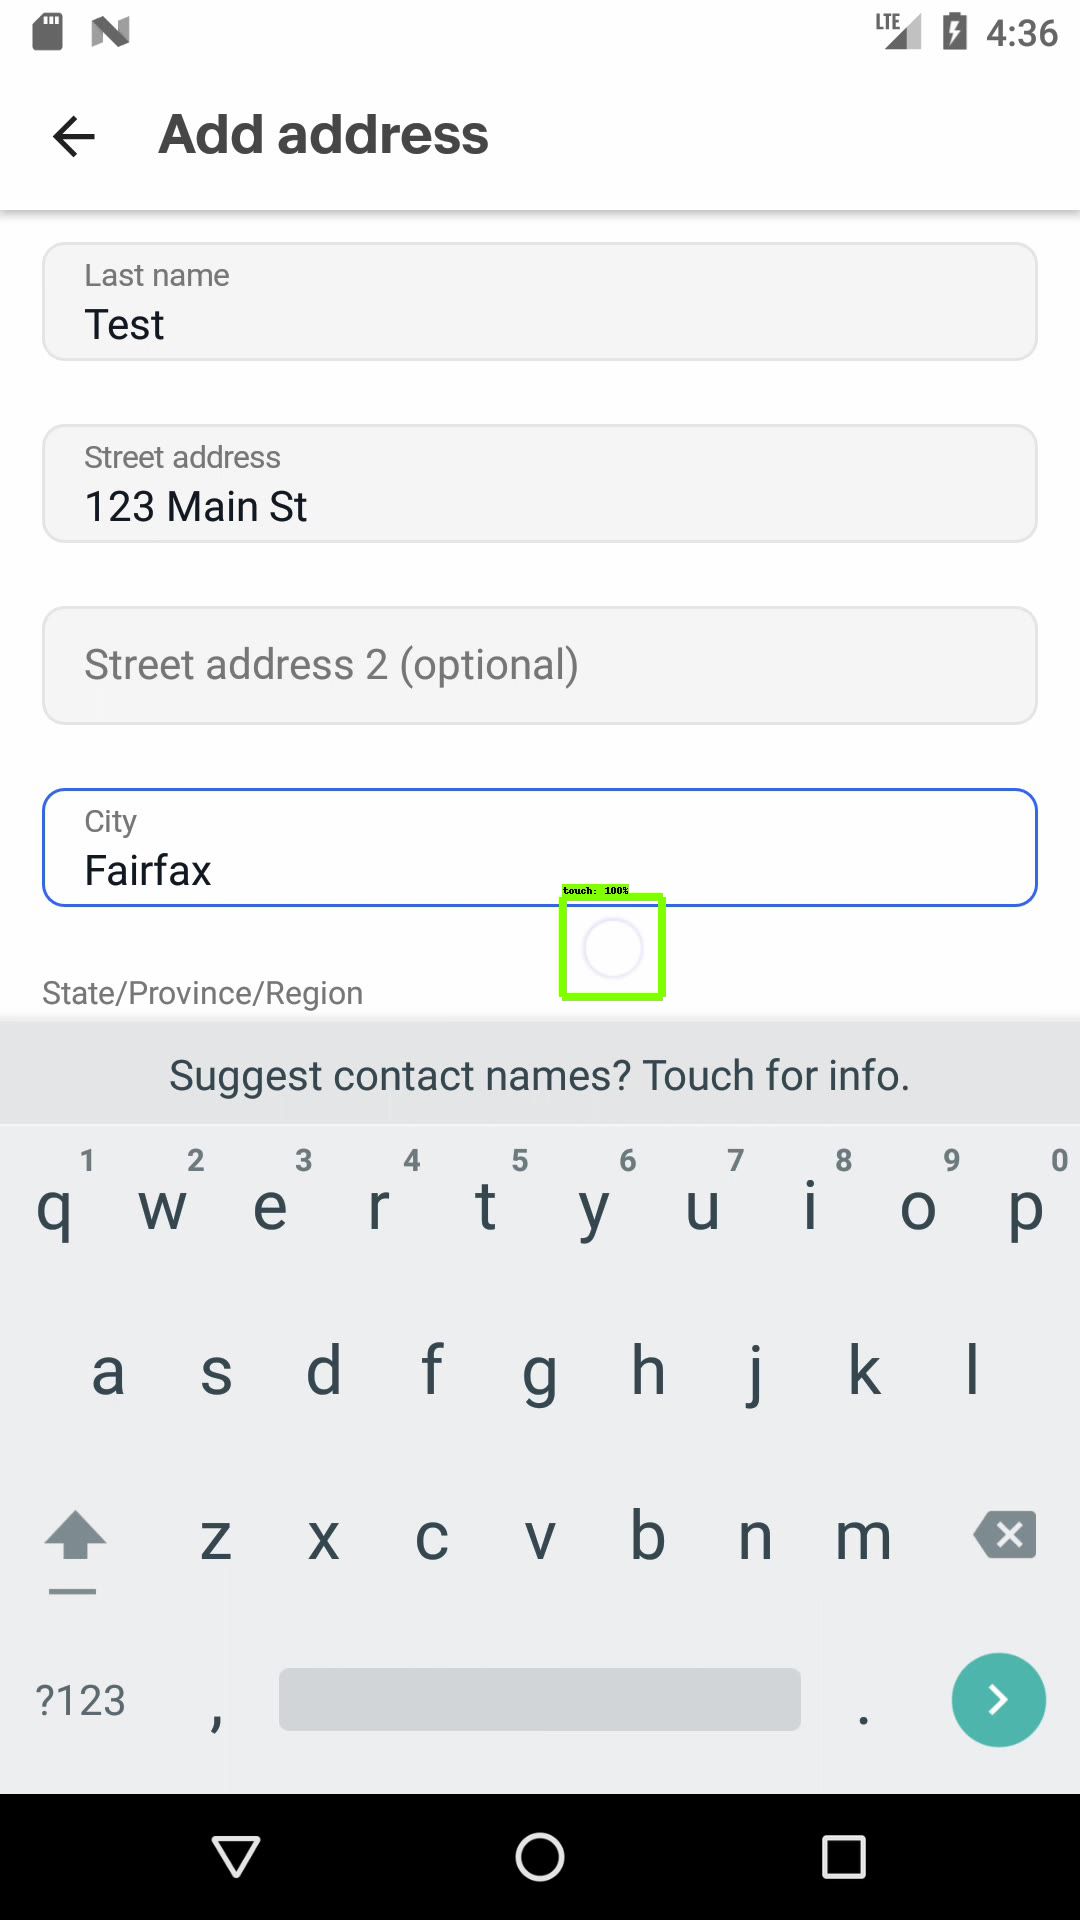 LTE 4:36
Add address
Last name
Test
Street address
123 Main St
Street address 2 (optional)
City
Fairfax
touch: 100%
State/Province/Region
Suggest contact names? Touch for info.
1 2 3 4 5 6 7 8 9 0
q w e r t y u i o p
a s d f g h j k l
z x c v b n m
?123 , .